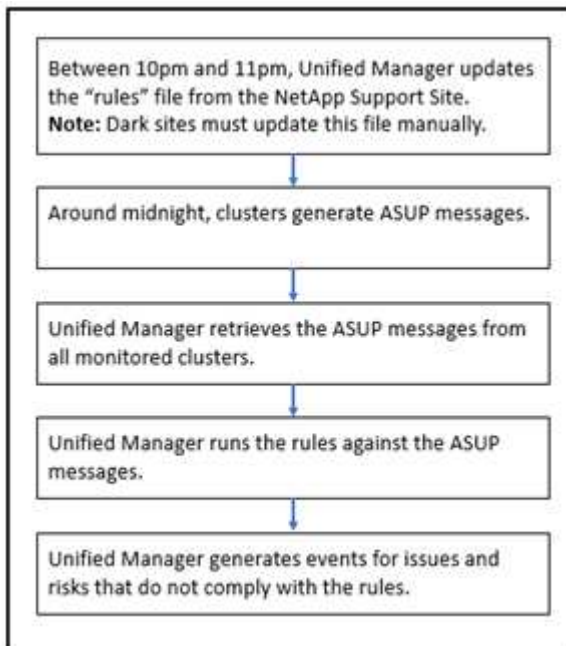 Between 10pm and 11pm, Unified Manager updates
the “rules” file from the NetApp Support Site.
Note: Dark sites must update this file manually.
Around midnight, clusters generate ASUP messages.
Unified Manager retrieves the ASUP messages from
all monitored clusters.
Unified Manager runs the rules against the ASUP
messages.
Unified Manager generates events for issues and
risks that do not comply with the rules.